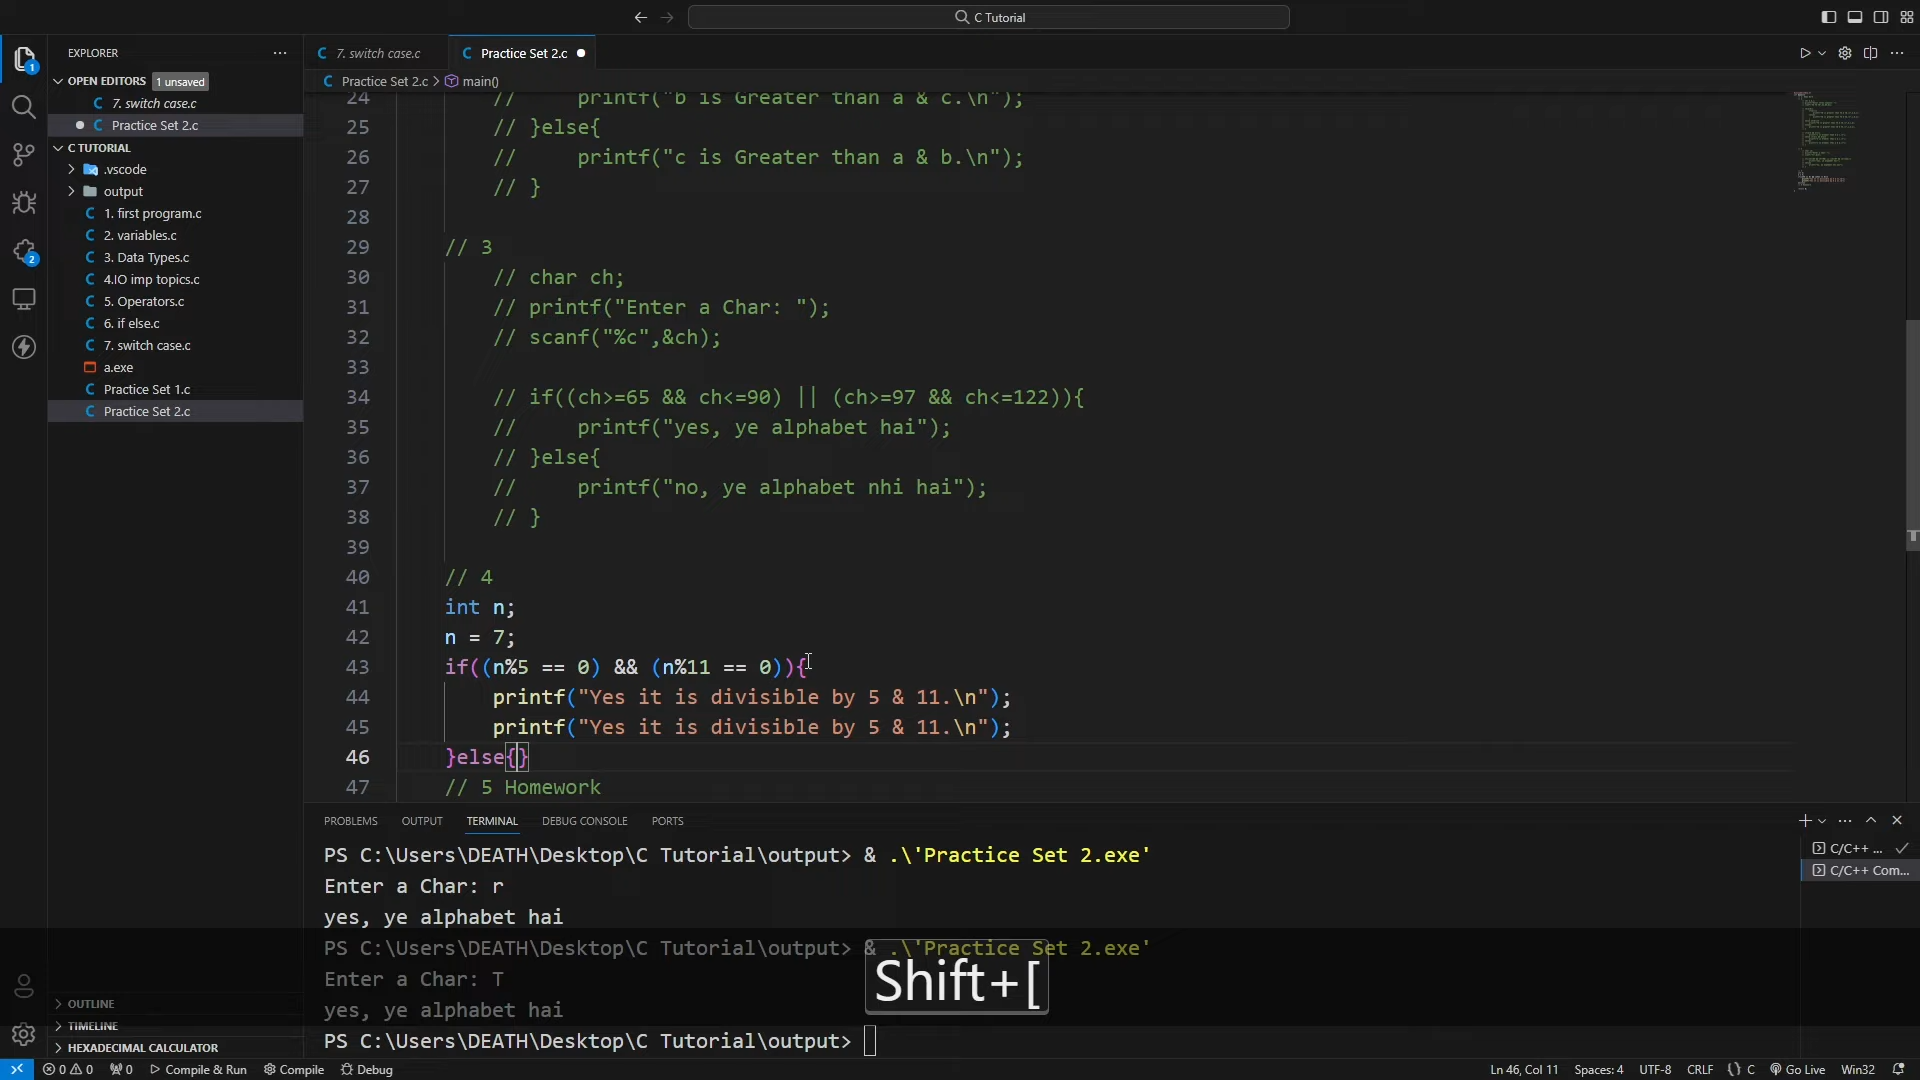 C Tutorial
EXPLORER
OPEN EDITORS 1 unsaved
7. switch case.c
Practice Set 2.c
C TUTORIAL
.vscode
output
1. first program.c
2. variables.c
3. Data Types.c
4.IO imp topics.c
5. Operators.c
6. if else.c
7. switch case.c
a.exe
Practice Set 1.c
Practice Set 2.c
OUTLINE
TIMELINE
HEXADECIMAL CALCULATOR
1
2
7. switch case.c Practice Set 2.c
Practice Set 2.c > main()
24 // printf("b is Greater than a & c.\n");
25 // }else{
26 // printf("c is Greater than a & b.\n");
27 // }
28
29 // 3
30 // char ch;
31 // printf("Enter a Char: ");
32 // scanf("%c",&ch);
33
34 // if((ch>=65 && ch<=90) || (ch>=97 && ch<=122)){
35 // printf("yes, ye alphabet hai");
36 // }else{
37 // printf("no, ye alphabet nhi hai");
38 // }
39
40 // 4
41 int n;
42 n = 7;
43 if((n%5 == 0) && (n%11 == 0)){
44 printf("Yes it is divisible by 5 & 11.\n");
45 printf("Yes it is divisible by 5 & 11.\n");
46 }else{}
47 // 5 Homework
PROBLEMS OUTPUT TERMINAL DEBUG CONSOLE PORTS
PS C:\Users\DEATH\Desktop\C Tutorial\output> & .\'Practice Set 2.exe'
Enter a Char: r
yes, ye alphabet hai
PS C:\Users\DEATH\Desktop\C Tutorial\output> & .\'Practice Set 2.exe'
Enter a Char: T
yes, ye alphabet hai
PS C:\Users\DEATH\Desktop\C Tutorial\output>
C/C++ ...
C/C++ Com...
Shift+[
0 0 0 Compile & Run Compile Debug
Ln 46, Col 11 Spaces: 4 UTF-8 CRLF {} C Go Live Win32